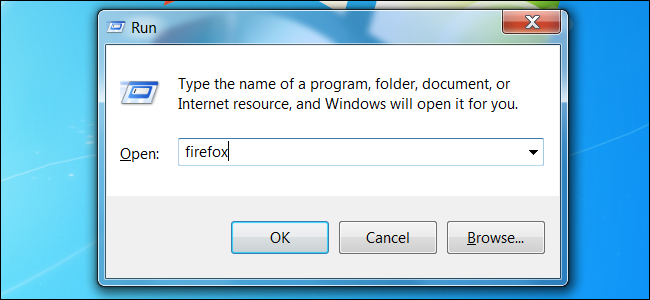 Run
Type the name of a program, folder, document, or
Internet resource, and Windows will open it for you.
Open: firefox
OK Cancel Browse...